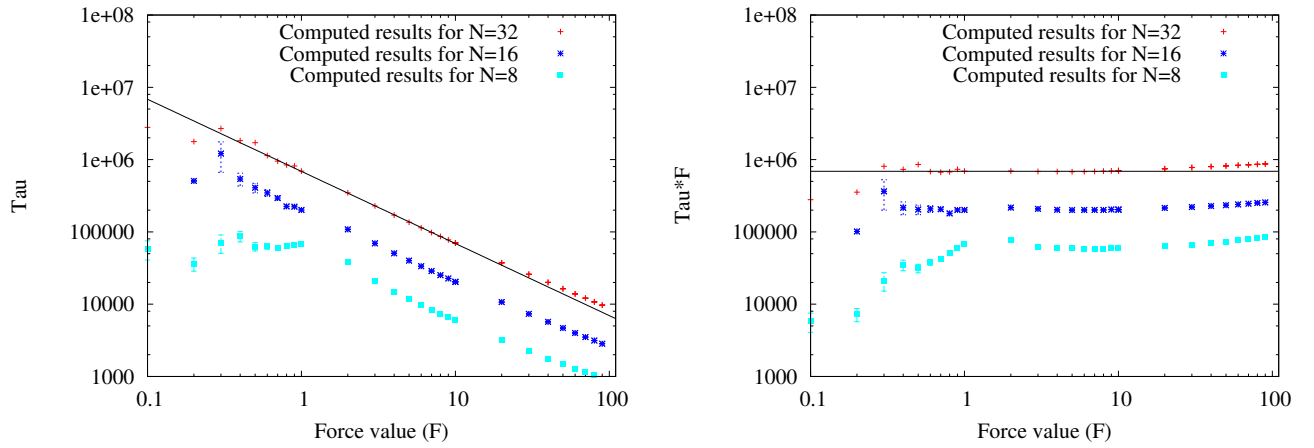 1e+08
1e+07
1e+06
100000
10000
1000
Tau
0.1
1
10
100
Force value (F)
Computed results for N=32
Computed results for N=16
Computed results for N=8
1e+08
1e+07
1e+06
100000
10000
1000
Tau*F
0.1
1
10
100
Force value (F)
Computed results for N=32
Computed results for N=16
Computed results for N=8